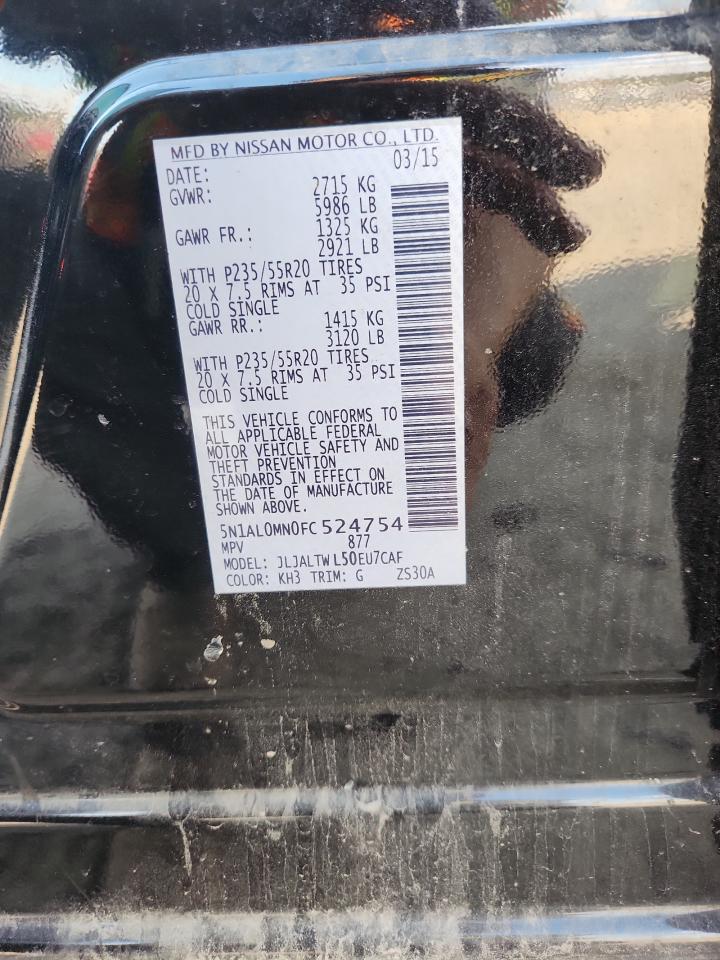 MFD BY NISSAN MOTOR CO., LTD.
DATE: 03/15
GVWR: 2715 KG
5986 LB
GAWR FR.: 1325 KG
2921 LB
WITH P235/55R20 TIRES
20 X 7.5 RIMS AT 35 PSI
COLD SINGLE
GAWR RR.: 1415 KG
3120 LB
WITH P235/55R20 TIRES
20 X 7.5 RIMS AT 35 PSI
COLD SINGLE
THIS VEHICLE CONFORMS TO
ALL APPLICABLE FEDERAL
MOTOR VEHICLE SAFETY AND
THEFT PREVENTION
STANDARDS IN EFFECT ON
THE DATE OF MANUFACTURE
SHOWN ABOVE.
5N1AL0MN0FC524754
MPV 877
MODEL: JLJALTWL50EU7CAF
COLOR: KH3 TRIM: G ZS30A